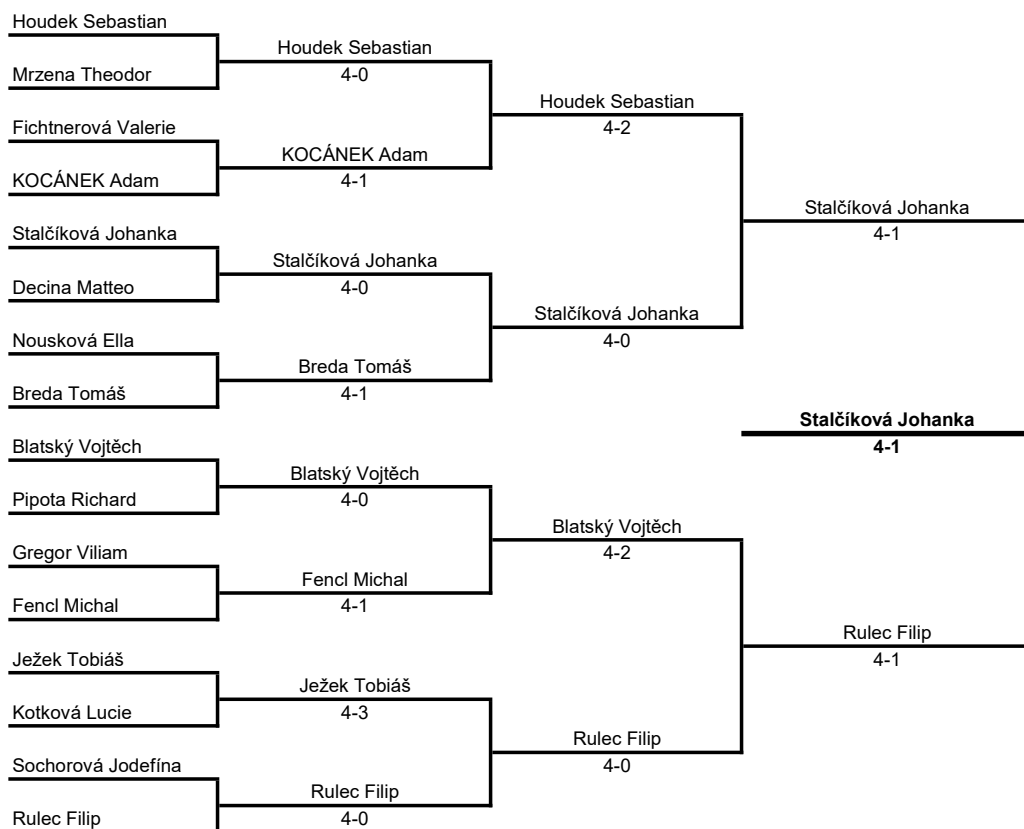 Houdek Sebastian
Houdek Sebastian
Mrzena Theodor
4-0
Houdek Sebastian
Fichtnerová Valerie
4-2
KOCÁNEK Adam
KOCÁNEK Adam
4-1
Stalčíková Johanka
4-1
Stalčíková Johanka
Stalčíková Johanka
Decina Matteo
4-0
Stalčíková Johanka
Nousková Ella
4-0
Breda Tomáš
Breda Tomáš
4-1
Stalčíková Johanka
4-1
Blatský Vojtěch
Blatský Vojtěch
Pipota Richard
4-0
Blatský Vojtěch
Gregor Viliam
4-2
Fencl Michal
Fencl Michal
4-1
Rulec Filip
4-1
Ježek Tobiáš
Ježek Tobiáš
Kotková Lucie
4-3
Rulec Filip
Sochorová Jodefína
4-0
Rulec Filip
Rulec Filip
4-0